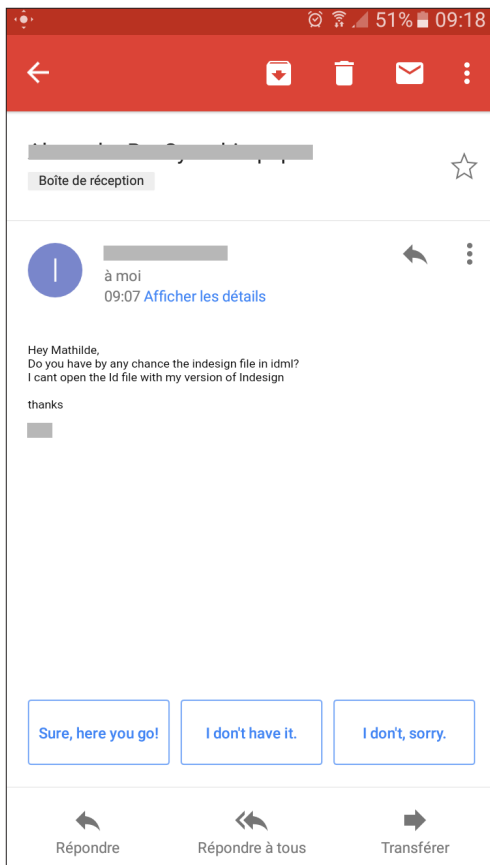 51% 09:18
Boîte de réception
I
à moi
09:07 Afficher les détails
Hey Mathilde,
Do you have by any chance the indesign file in idml?
I cant open the Id file with my version of Indesign
thanks
Sure, here you go!
I don't have it.
I don't, sorry.
Répondre
Répondre à tous
Transférer